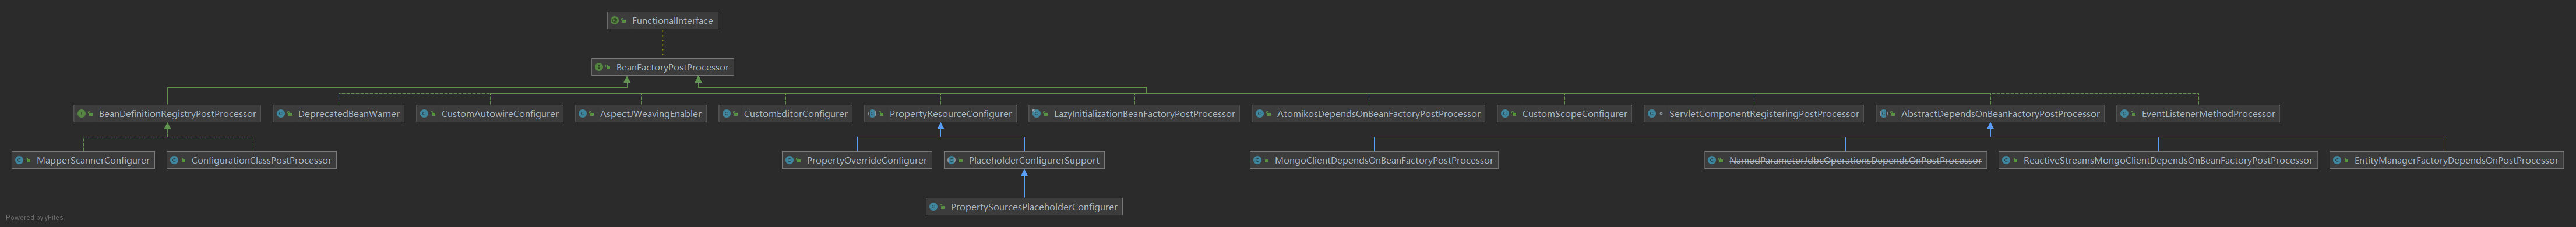 FunctionalInterface
BeanFactoryPostProcessor
BeanDefinitionRegistryPostProcessor
DeprecatedBeanWarner
CustomAutowireConfigurer
AspectJWeavingEnabler
CustomEditorConfigurer
PropertyResourceConfigurer
LazyInitializationBeanFactoryPostProcessor
AtomikosDependsOnBeanFactoryPostProcessor
CustomScopeConfigurer
ServletComponentRegisteringPostProcessor
AbstractDependsOnBeanFactoryPostProcessor
EventListenerMethodProcessor
MapperScannerConfigurer
ConfigurationClassPostProcessor
PropertyOverrideConfigurer
PlaceholderConfigurerSupport
MongoClientDependsOnBeanFactoryPostProcessor
NamedParameterJdbcOperationsDependsOnPostProcessor
ReactiveStreamsMongoClientDependsOnBeanFactoryPostProcessor
EntityManagerFactoryDependsOnPostProcessor
PropertySourcesPlaceholderConfigurer
Powered by yFiles